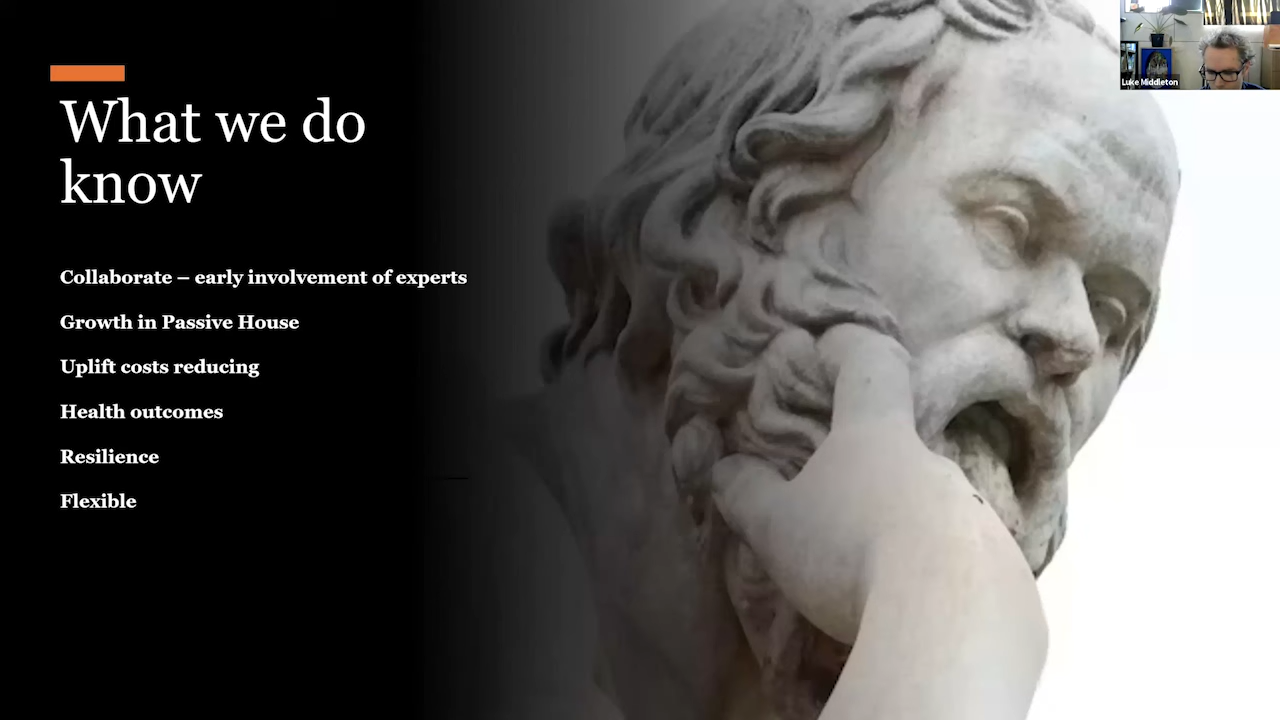 What we do
know
Collaborate – early involvement of experts
Growth in Passive House
Uplift costs reducing
Health outcomes
Resilience
Flexible
Luke Middleton